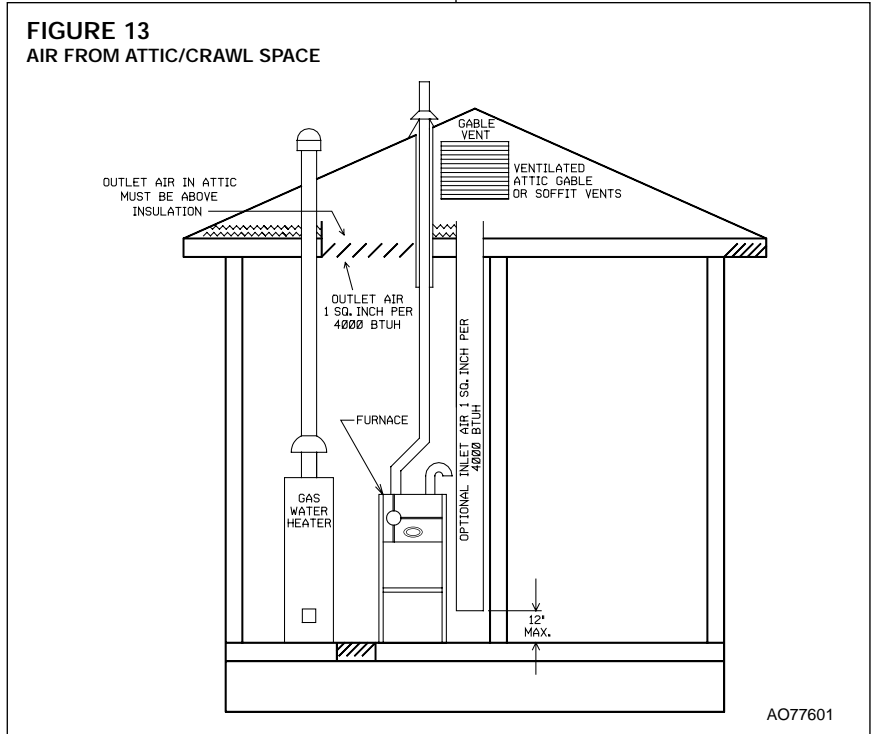 FIGURE 13
AIR FROM ATTIC/CRAWL SPACE
GABLE
VENT
VENTILATED
ATTIC GABLE
OR SOFFIT VENTS
OUTLET AIR IN ATTIC
MUST BE ABOVE
INSULATION
OUTLET AIR
1 SQ. INCH PER
4000 BTUH
OPTIONAL INLET AIR 1 SQ. INCH PER
4000 BTUH
FURNACE
GAS
WATER
HEATER
12"
MAX.
AO77601